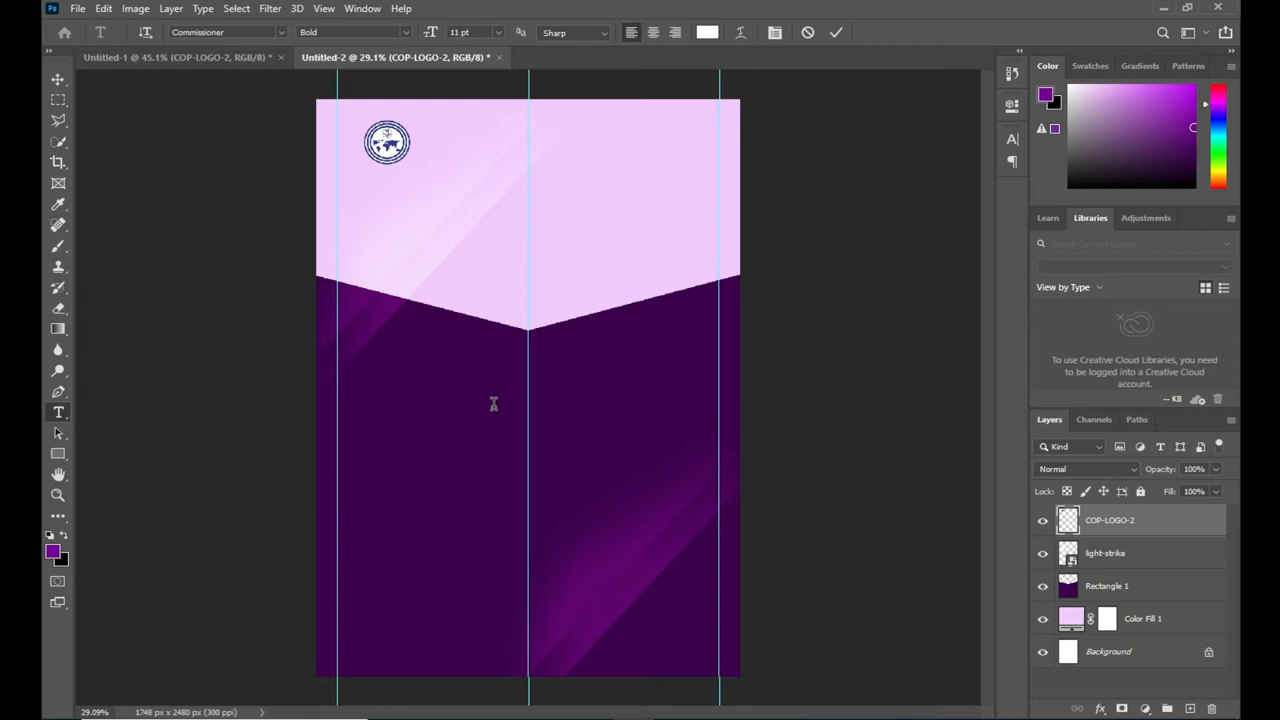 File Edit Image Layer Type Select Filter 3D View Window Help
Commissioner Bold 11 pt Sharp
Untitled-1 @ 45.1% (COP-LOGO-2, RGB/8) * × Untitled-2 @ 29.1% (COP-LOGO-2, RGB/8) * ×
Color Swatches Gradients Patterns
Learn Libraries Adjustments
Search Current Library
View by Type
To use Creative Cloud Libraries, you need
to be logged into a Creative Cloud
account.
-- KB
Layers Channels Paths
Kind
Normal Opacity: 100%
Lock: Fill: 100%
COP-LOGO-2
light-strike
Rectangle 1
Color Fill 1
Background
29.09% 1748 px x 2480 px (300 ppi)